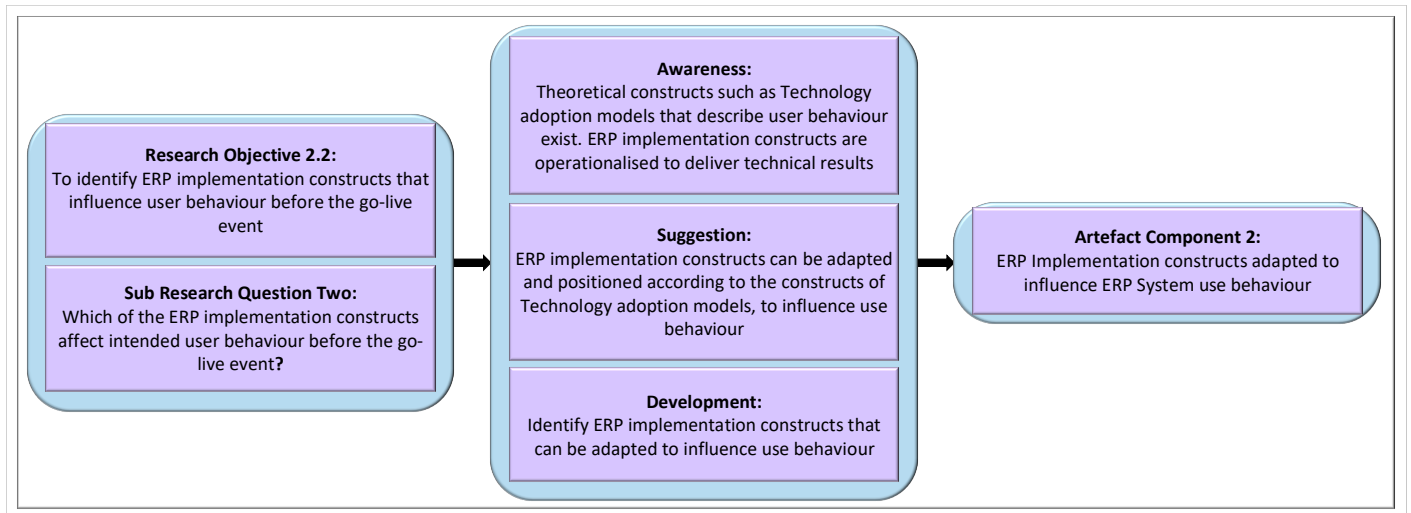 Research Objective 2.2:
To identify ERP implementation constructs that
influence user behaviour before the go-live
event
Sub Research Question Two:
Which of the ERP implementation constructs
affect intended user behaviour before the go-
live event?
Awareness:
Theoretical constructs such as Technology
adoption models that describe user behaviour
exist. ERP implementation constructs are
operationalised to deliver technical results
Suggestion:
ERP implementation constructs can be adapted
and positioned according to the constructs of
Technology adoption models, to influence use
behaviour
Development:
Identify ERP implementation constructs that
can be adapted to influence use behaviour
Artefact Component 2:
ERP Implementation constructs adapted to
influence ERP System use behaviour